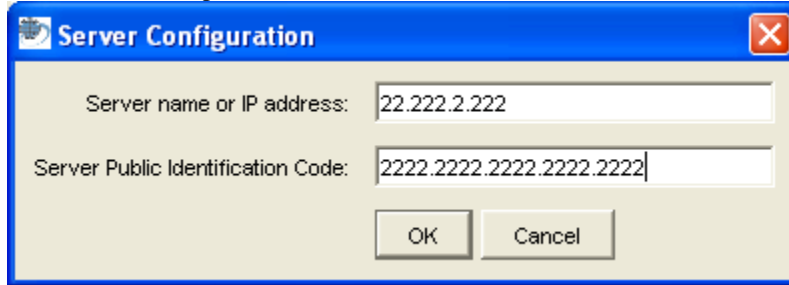 Server Configuration
Server name or IP address: 22.222.2.222
Server Public Identification Code: 2222.2222.2222.2222.2222
OK Cancel